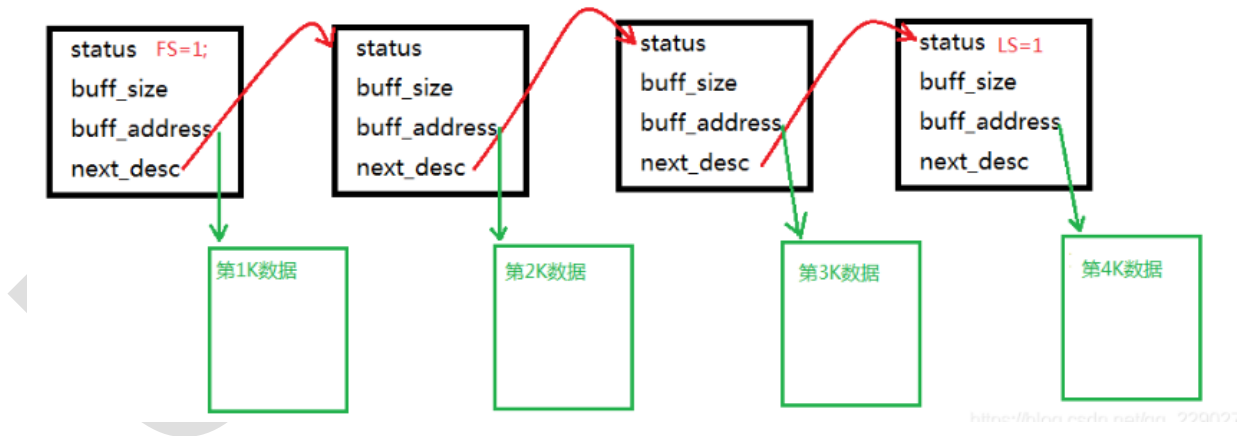 status FS=1;
buff_size
buff_address
next_desc
status
buff_size
buff_address
next_desc
status
buff_size
buff_address
next_desc
status LS=1
buff_size
buff_address
next_desc
第1K数据
第2K数据
第3K数据
第4K数据